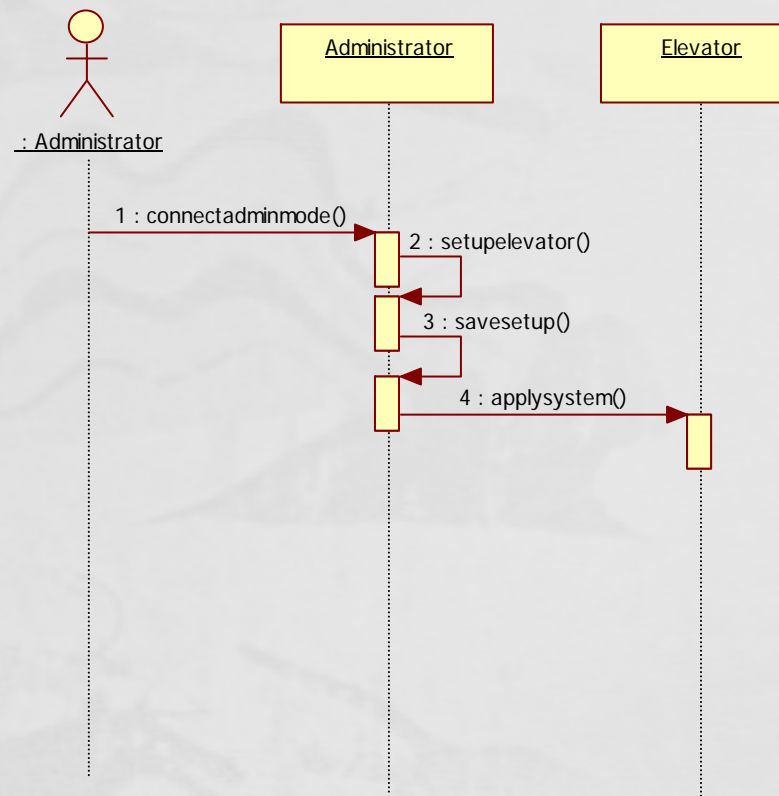 Administrator
Elevator
: Administrator
1 : connectadminmode()
2 : setupelevator()
3 : savesetup()
4 : applysystem()